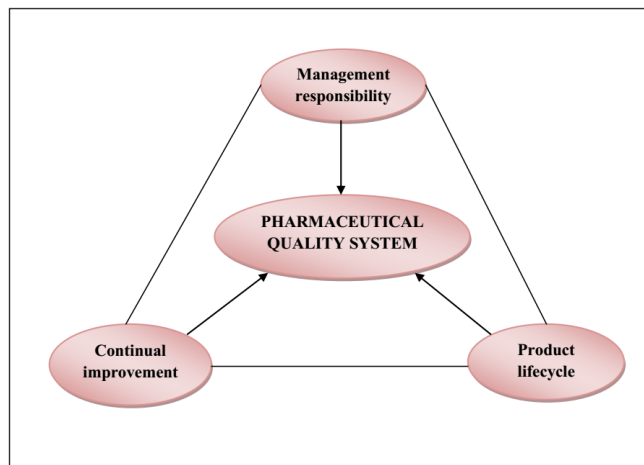 Management
responsibility
PHARMACEUTICAL
QUALITY SYSTEM
Continual
improvement
Product
lifecycle